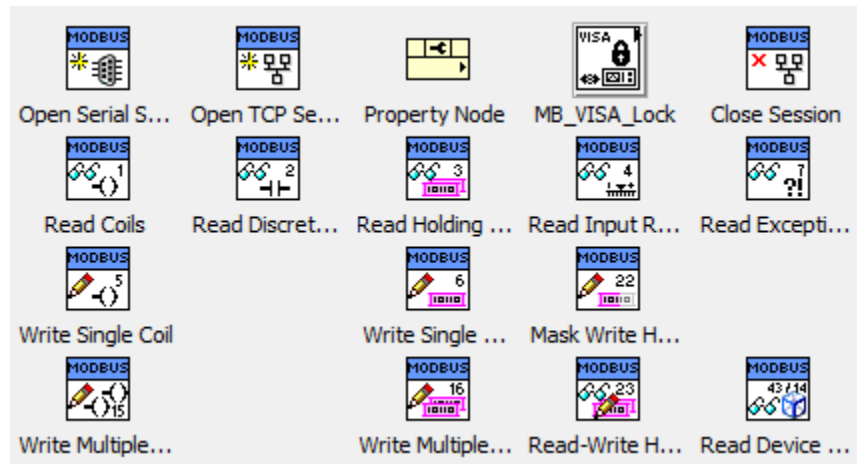 MODBUS MODBUS VISA MODBUS
Open Serial S... Open TCP Se... Property Node MB_VISA_Lock Close Session
MODBUS MODBUS MODBUS MODBUS MODBUS
1 2 3 4 7 ?!
Read Coils Read Discret... Read Holding ... Read Input R... Read Excepti...
MODBUS MODBUS MODBUS
5 6 22
Write Single Coil Write Single ... Mask Write H...
MODBUS MODBUS MODBUS MODBUS
15 16 23 43/14
Write Multiple... Write Multiple... Read-Write H... Read Device ...